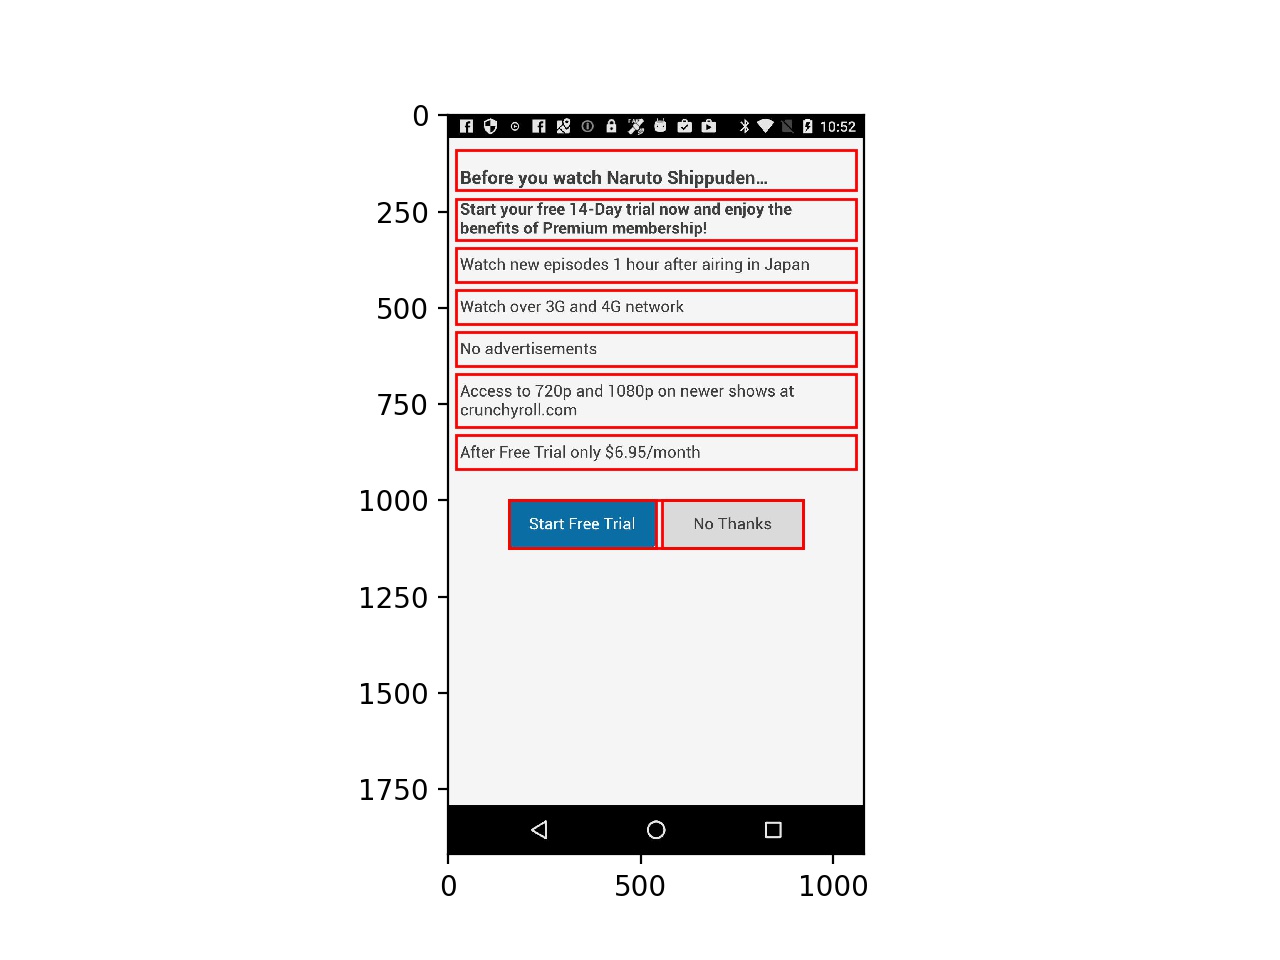 0
10:52
Before you watch Naruto Shippuden...
250
Start your free 14-Day trial now and enjoy the
benefits of Premium membership!
Watch new episodes 1 hour after airing in Japan
500
Watch over 3G and 4G network
No advertisements
750
Access to 720p and 1080p on newer shows at
crunchyroll.com
After Free Trial only $6.95/month
1000
Start Free Trial
No Thanks
1250
1500
1750
0
500
1000